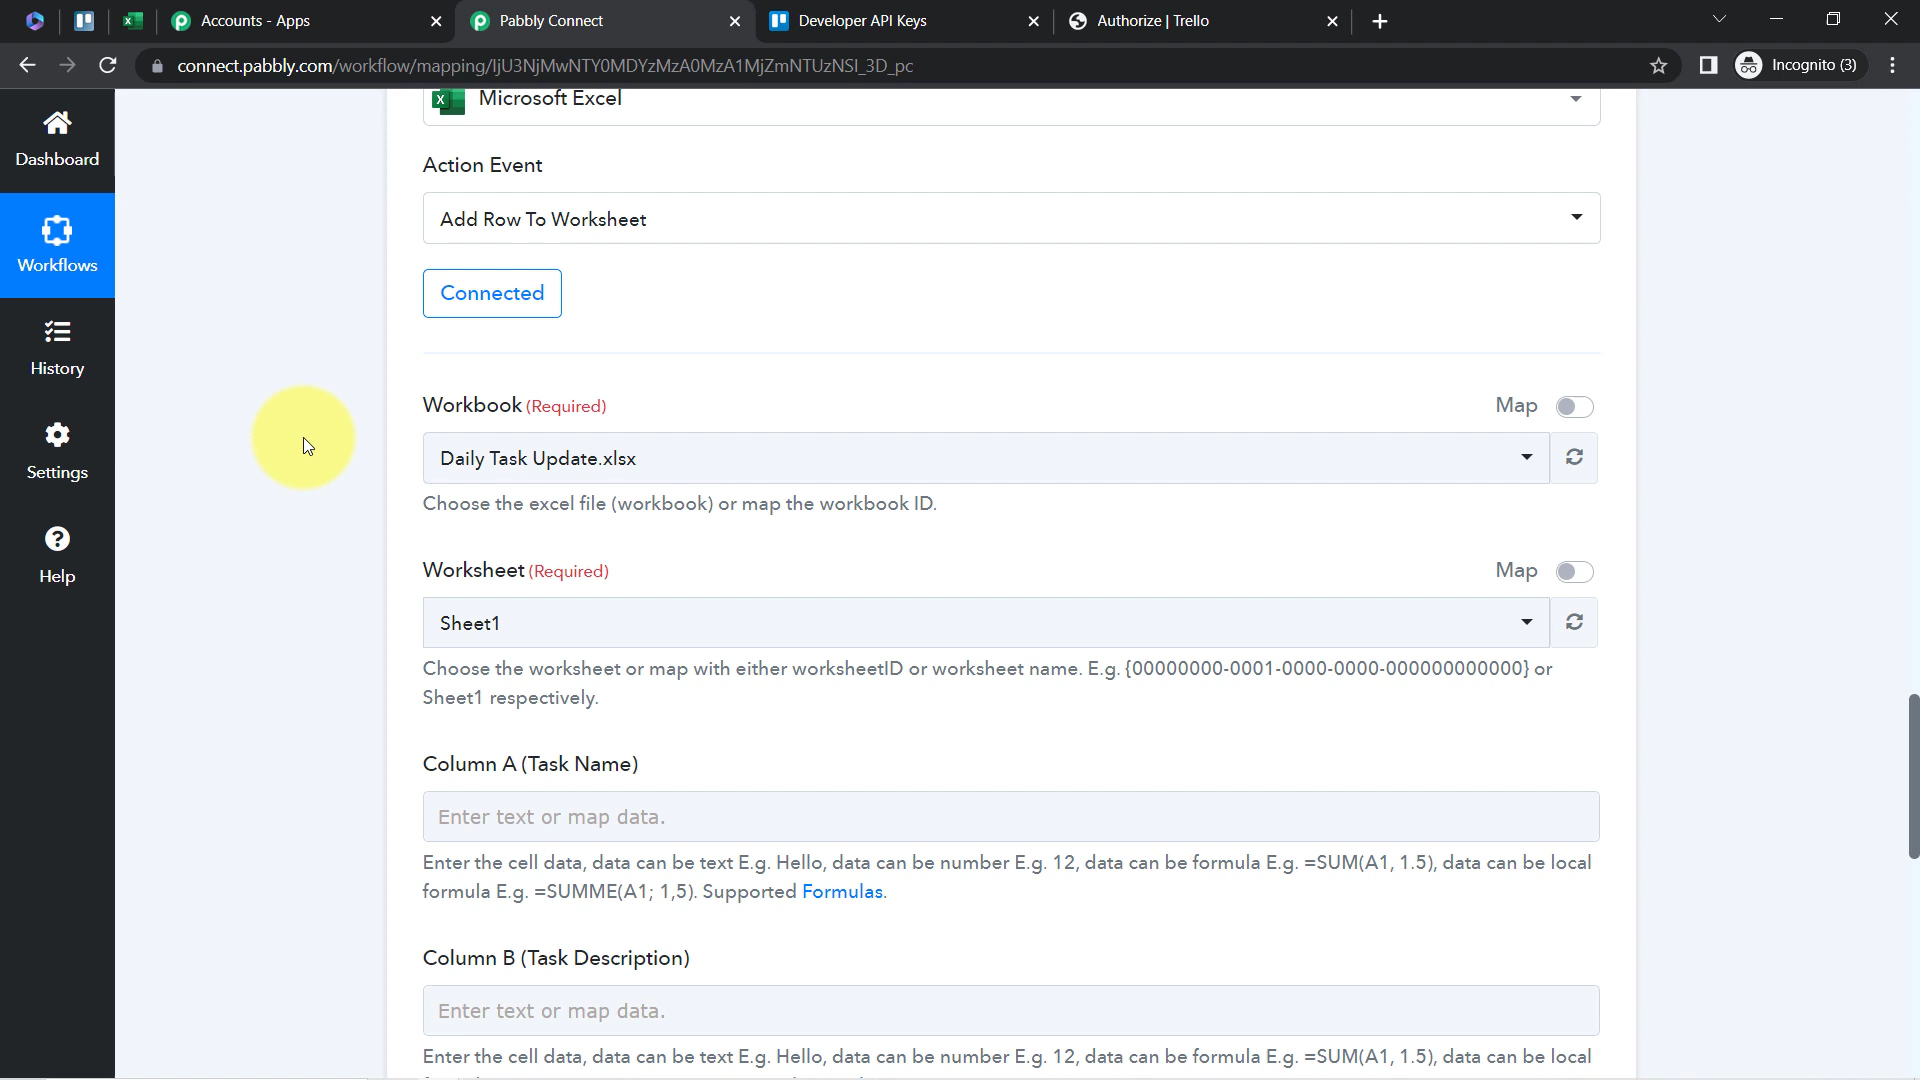 Accounts - Apps
Pabbly Connect
Developer API Keys
Authorize | Trello
connect.pabbly.com/workflow/mapping/IjU3NjMwNTY0MDYzMzA0MzA1MjZmNTUzNSI_3D_pc
Incognito (3)
Dashboard
Workflows
History
Settings
Help
Microsoft Excel
Action Event
Add Row To Worksheet
Connected
Workbook (Required)
Map
Daily Task Update.xlsx
Choose the excel file (workbook) or map the workbook ID.
Worksheet (Required)
Map
Sheet1
Choose the worksheet or map with either worksheetID or worksheet name. E.g. {00000000-0001-0000-0000-000000000000} or
Sheet1 respectively.
Column A (Task Name)
Enter text or map data.
Enter the cell data, data can be text E.g. Hello, data can be number E.g. 12, data can be formula E.g. =SUM(A1, 1.5), data can be local
formula E.g. =SUMME(A1; 1,5). Supported Formulas.
Column B (Task Description)
Enter text or map data.
Enter the cell data, data can be text E.g. Hello, data can be number E.g. 12, data can be formula E.g. =SUM(A1, 1.5), data can be local